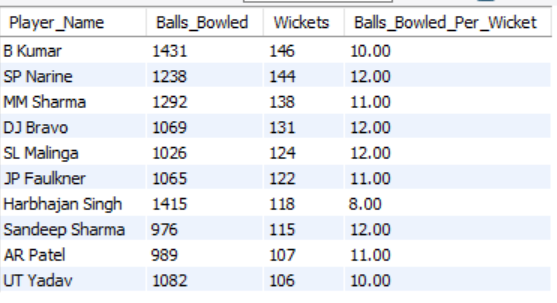 Player_Name Balls_Bowled Wickets Balls_Bowled_Per_Wicket
B Kumar 1431 146 10.00
SP Narine 1238 144 12.00
MM Sharma 1292 138 11.00
DJ Bravo 1069 131 12.00
SL Malinga 1026 124 12.00
JP Faulkner 1065 122 11.00
Harbhajan Singh 1415 118 8.00
Sandeep Sharma 976 115 12.00
AR Patel 989 107 11.00
UT Yadav 1082 106 10.00